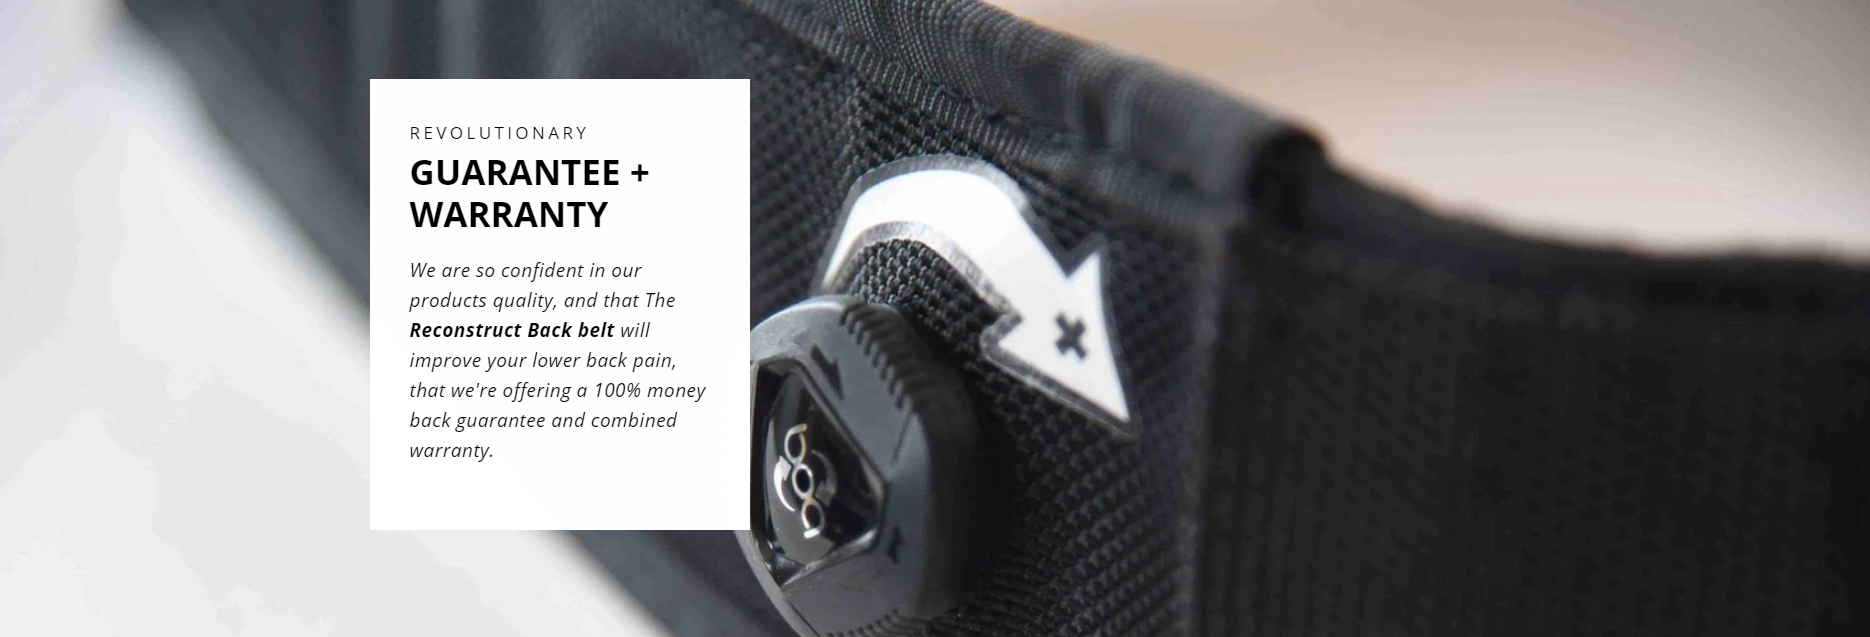 REVOLUTIONARY
GUARANTEE +
WARRANTY
We are so confident in our
products quality, and that The
Reconstruct Back belt will
improve your lower back pain,
that we're offering a 100% money
back guarantee and combined
warranty.